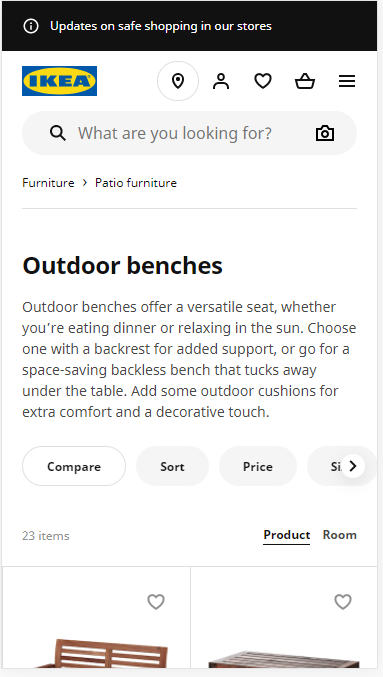 Updates on safe shopping in our stores
IKEA
What are you looking for?
Furniture > Patio furniture
Outdoor benches
Outdoor benches offer a versatile seat, whether
you’re eating dinner or relaxing in the sun. Choose
one with a backrest for added support, or go for a
space-saving backless bench that tucks away
under the table. Add some outdoor cushions for
extra comfort and a decorative touch.
Compare Sort Price
23 items Product Room